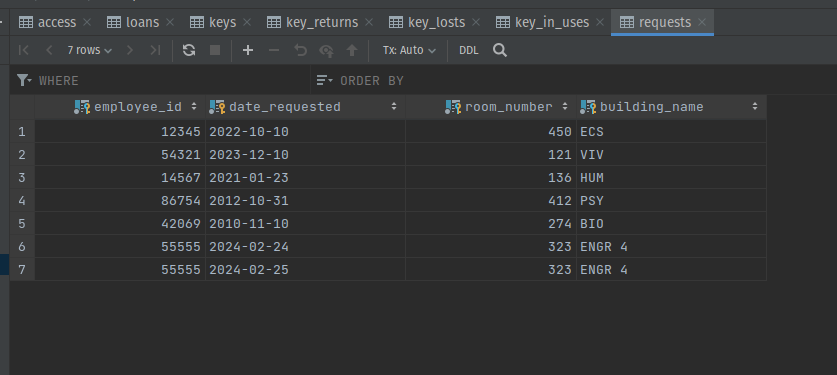 access loans keys key_returns key_losts key_in_uses requests
7 rows Tx: Auto DDL
WHERE ORDER BY
employee_id date_requested room_number building_name
1 12345 2022-10-10 450 ECS
2 54321 2023-12-10 121 VIV
3 14567 2021-01-23 136 HUM
4 86754 2012-10-31 412 PSY
5 42069 2010-11-10 274 BIO
6 55555 2024-02-24 323 ENGR 4
7 55555 2024-02-25 323 ENGR 4